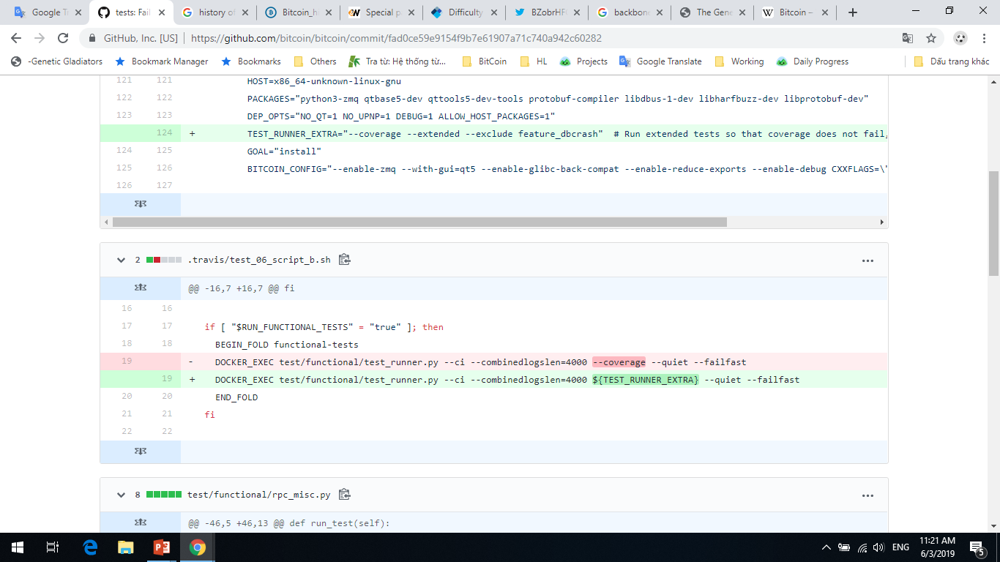 Google T
tests: Fai
history of
Bitcoin_h
Special p
Difficulty
BZobrHF
backbone
The Gene
Bitcoin –
GitHub, Inc. [US] | https://github.com/bitcoin/bitcoin/commit/fad0ce59e9154f9b7e61907a71c740a942c60282
-Genetic Gladiators Bookmark Manager Bookmarks Others Tra từ: Hệ thống từ... BitCoin HL Projects Google Translate Working Daily Progress Dấu trang khác
121 121 HOST=x86_64-unknown-linux-gnu
122 122 PACKAGES="python3-zmq qtbase5-dev qttools5-dev-tools protobuf-compiler libdbus-1-dev libharfbuzz-dev libprotobuf-dev"
123 123 DEP_OPTS="NO_QT=1 NO_UPNP=1 DEBUG=1 ALLOW_HOST_PACKAGES=1"
124 + TEST_RUNNER_EXTRA="--coverage --extended --exclude feature_dbcrash" # Run extended tests so that coverage does not fail,
124 125 GOAL="install"
125 126 BITCOIN_CONFIG="--enable-zmq --with-gui=qt5 --enable-glibc-back-compat --enable-reduce-exports --enable-debug CXXFLAGS=\"
126 127
2 .travis/test_06_script_b.sh
@@ -16,7 +16,7 @@ fi
16 16
17 17 if [ "$RUN_FUNCTIONAL_TESTS" = "true" ]; then
18 18 BEGIN_FOLD functional-tests
19 - DOCKER_EXEC test/functional/test_runner.py --ci --combinedlogslen=4000 --coverage --quiet --failfast
19 + DOCKER_EXEC test/functional/test_runner.py --ci --combinedlogslen=4000 ${TEST_RUNNER_EXTRA} --quiet --failfast
20 20 END_FOLD
21 21 fi
22 22
8 test/functional/rpc_misc.py
@@ -46,5 +46,13 @@ def run_test(self):
ENG
11:21 AM
6/3/2019
5